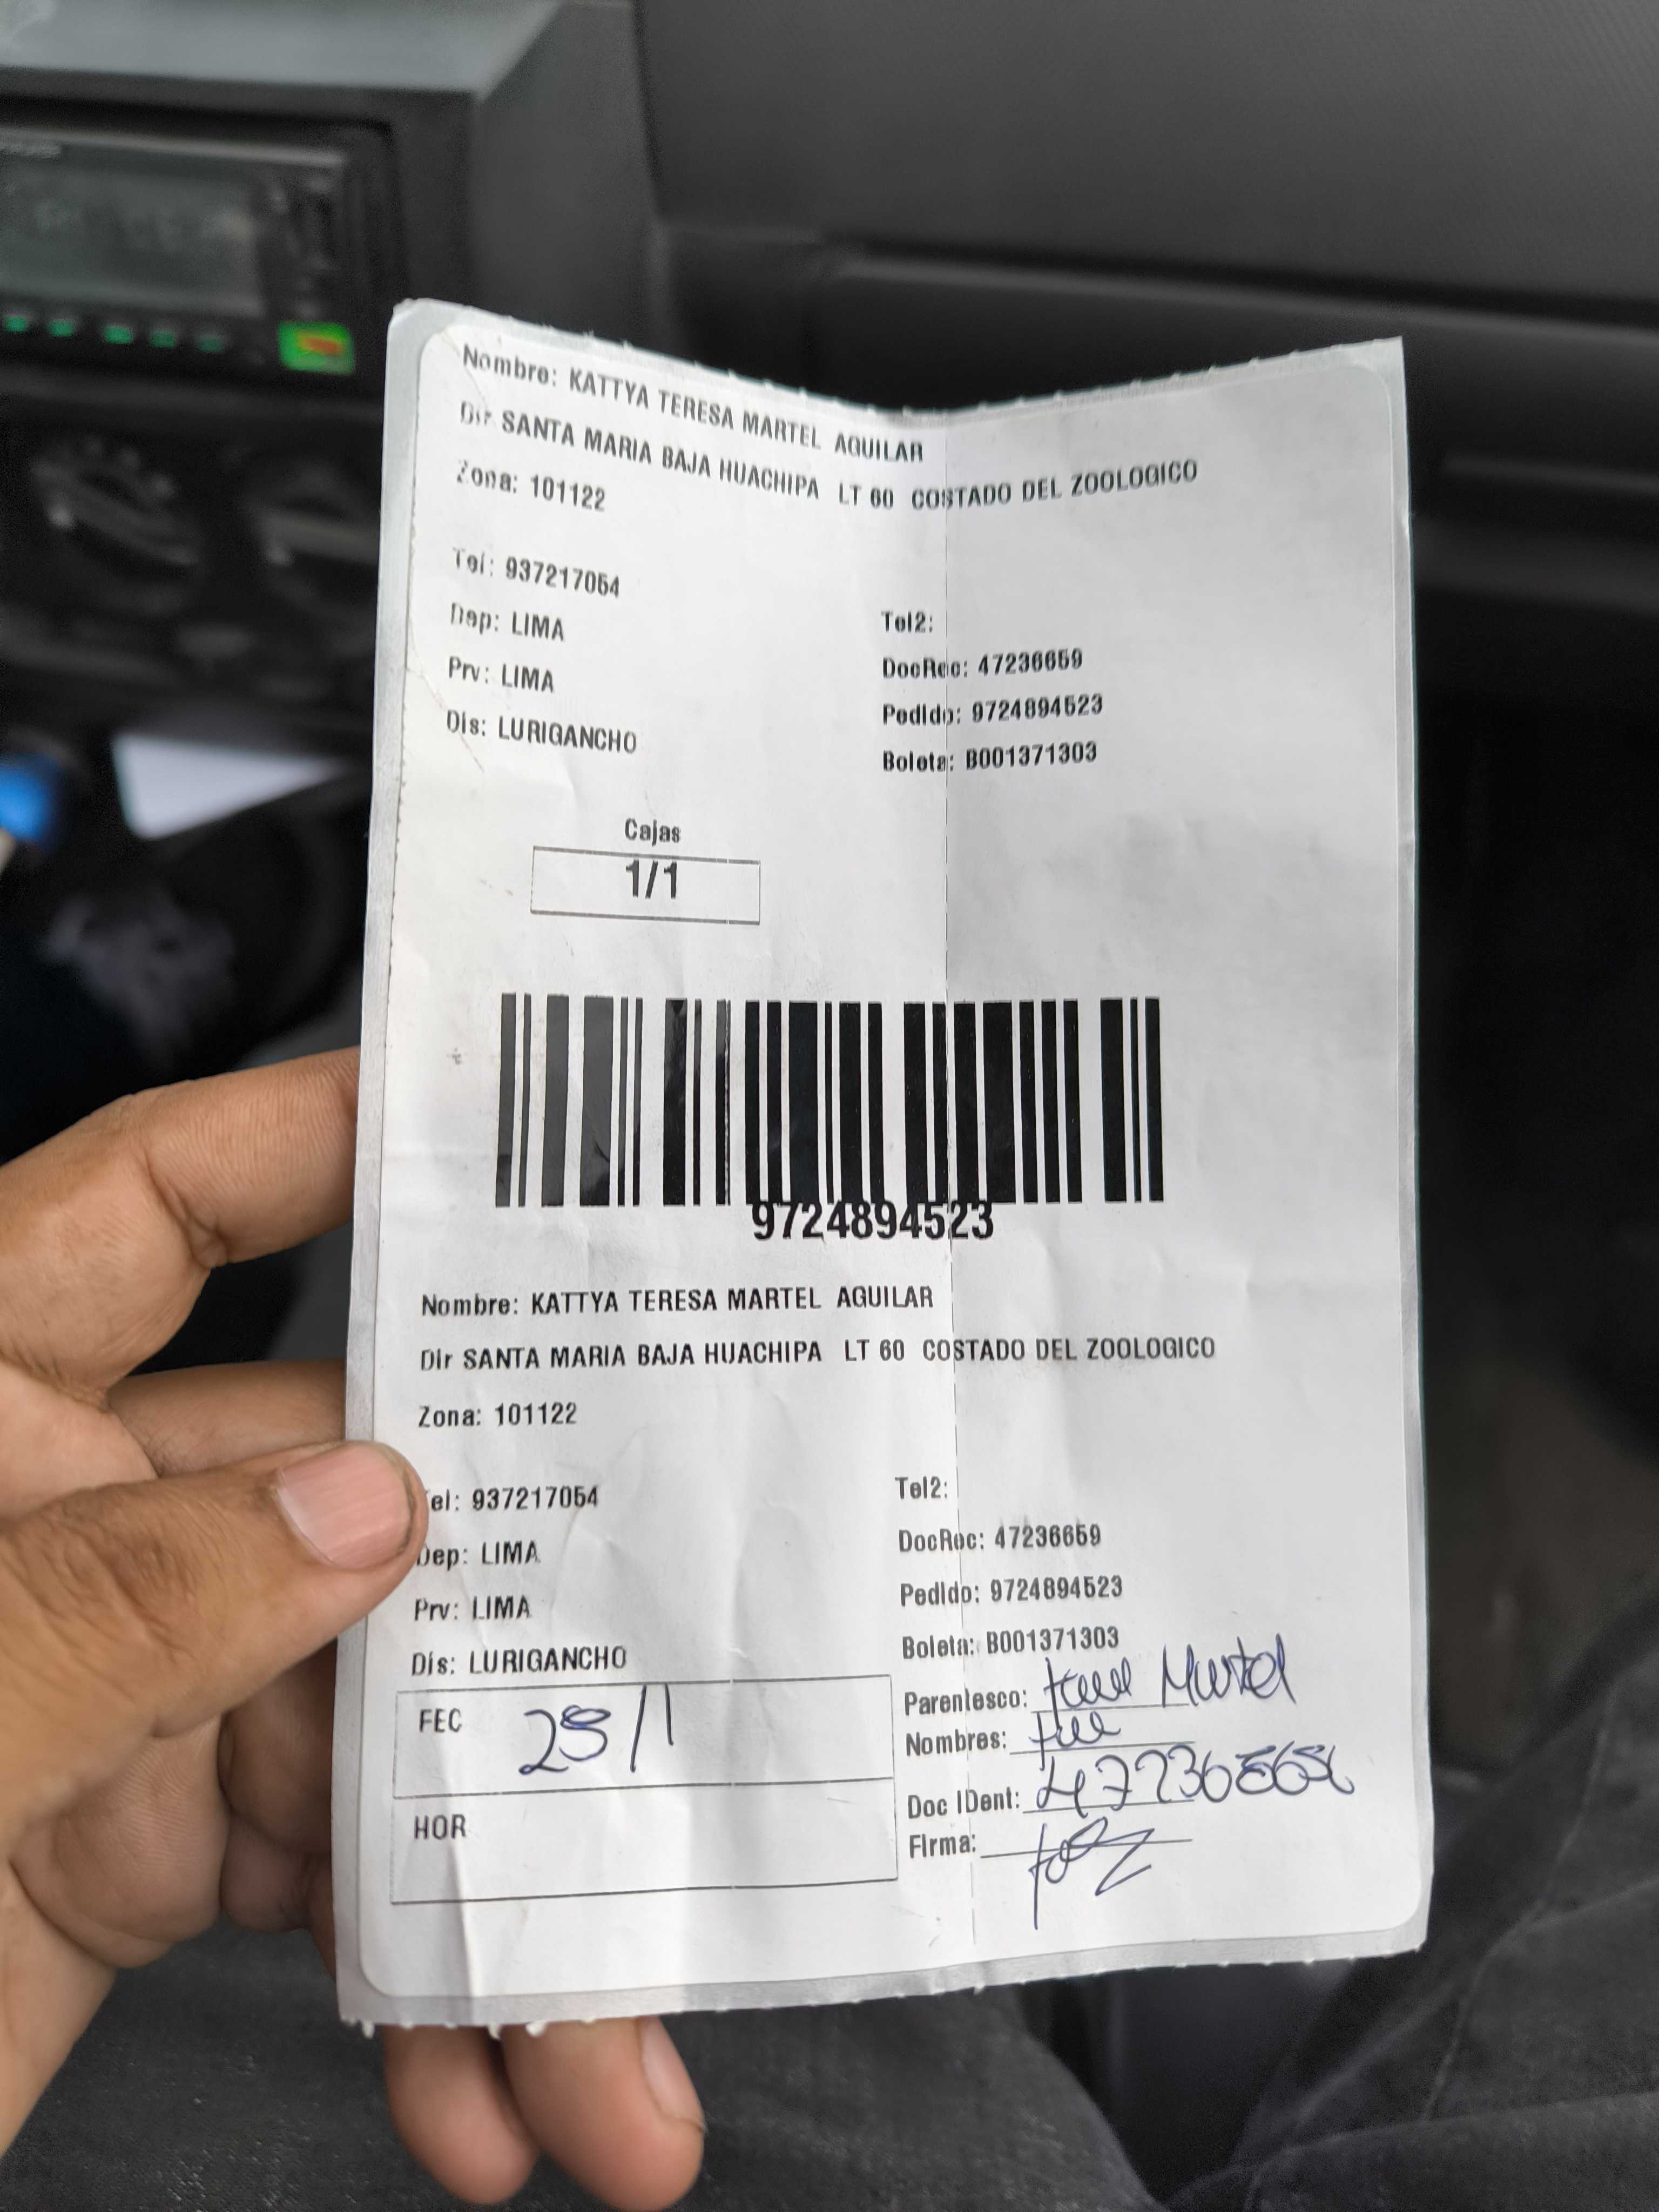 Nombre: KATTYA TERESA MARTEL AGUILAR
Dir SANTA MARIA BAJA HUACHIPA LT 60 COSTADO DEL ZOOLOGICO
Zona: 101122
Tel: 937217054
Dep: LIMA
Tel2:
Prv: LIMA
DocRec: 47236659
Dis: LURIGANCHO
Pedido: 9724894523
Boleta: B001371303
Cajas
1/1
9724894523
Nombre: KATTYA TERESA MARTEL AGUILAR
Dir SANTA MARIA BAJA HUACHIPA LT 60 COSTADO DEL ZOOLOGICO
Zona: 101122
Tel2:
el: 937217054
DocRec: 47236659
Dep: LIMA
Pedido: 9724894523
Prv: LIMA
Boleta: B001371303
Dis: LURIGANCHO
Parentesco: Martel
FEC 25/1
Nombres:
Doc IDent:
HOR
Firma: